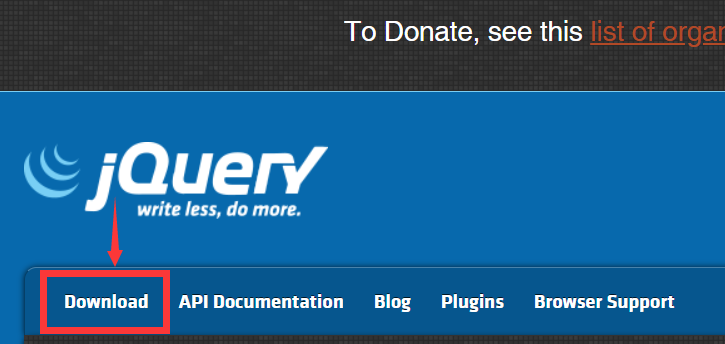 To Donate, see this list of organ
jQuery
write less, do more.
Download API Documentation Blog Plugins Browser Support